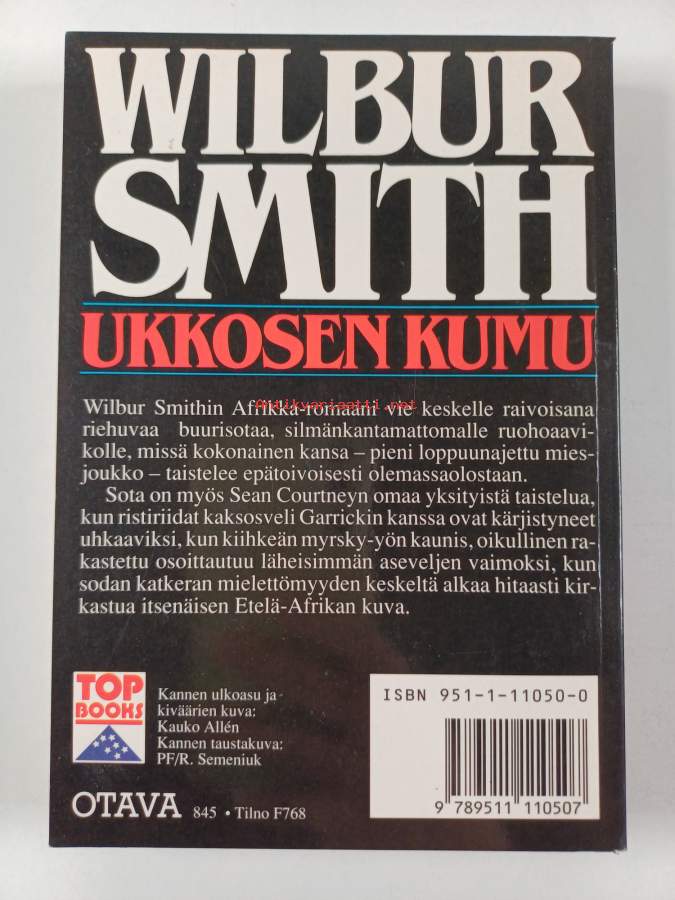 WILBUR
SMITH
UKKOSEN KUMU
Wilbur Smithin Afrikka-romaani vie keskelle raivoisana
Antikvariaatti.net
riehuvaa buurisotaa, silmänkantamattomalle ruohoaavi-
kolle, missä kokonainen kansa – pieni loppuunajettu mies-
joukko – taistelee epätoivoisesti olemassaolostaan.
Sota on myös Sean Courtneyn omaa yksityistä taistelua,
kun ristiriidat kaksosveli Garrickin kanssa ovat kärjistyneet
uhkaaviksi, kun kiihkeän myrsky-yön kaunis, oikullinen ra-
kastettu osoittautuu läheisimmän aseveljen vaimoksi, kun
sodan katkeran mielettömyyden keskeltä alkaa hitaasti kir-
kastua itsenäisen Etelä-Afrikan kuva.
TOP
BOOKS
Kannen ulkoasu ja
kiväärien kuva:
Kauko Allén
Kannen taustakuva:
PF/R. Semeniuk
OTAVA 845 • Tilno F768
ISBN 951-1-11050-0
9 789511 110507